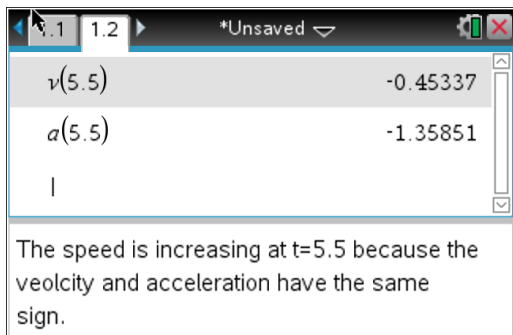 1.1 1.2 *Unsaved
v(5.5) -0.45337
a(5.5) -1.35851
The speed is increasing at t=5.5 because the
veolcity and acceleration have the same
sign.